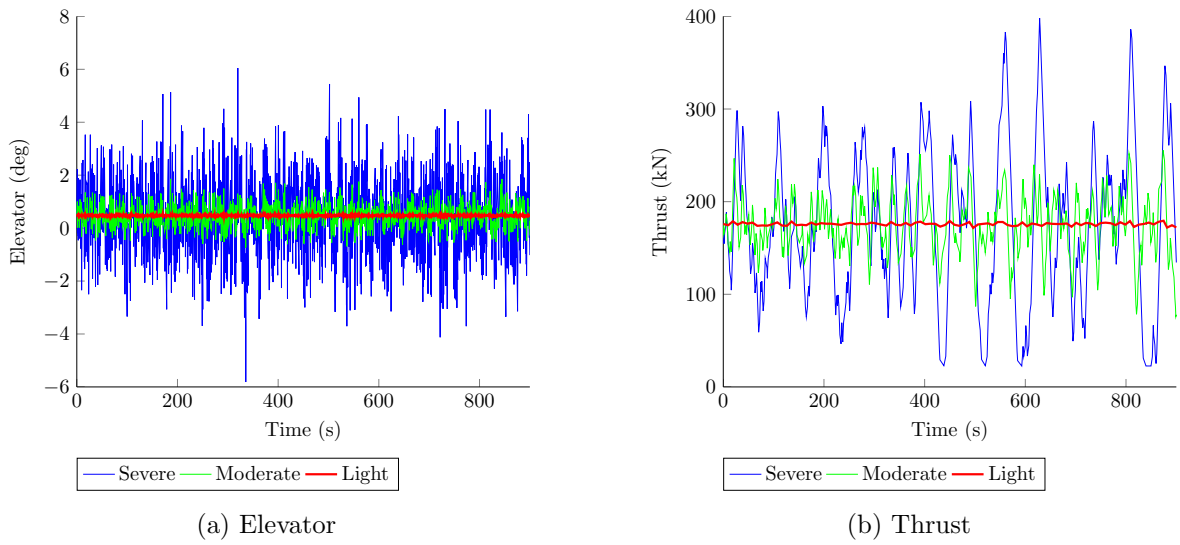 8
6
4
2
0
−2
−4
−6
Elevator (deg)
0 200 400 600 800
Time (s)
Severe Moderate Light
(a) Elevator
400
300
200
100
0
Thrust (kN)
0 200 400 600 800
Time (s)
Severe Moderate Light
(b) Thrust